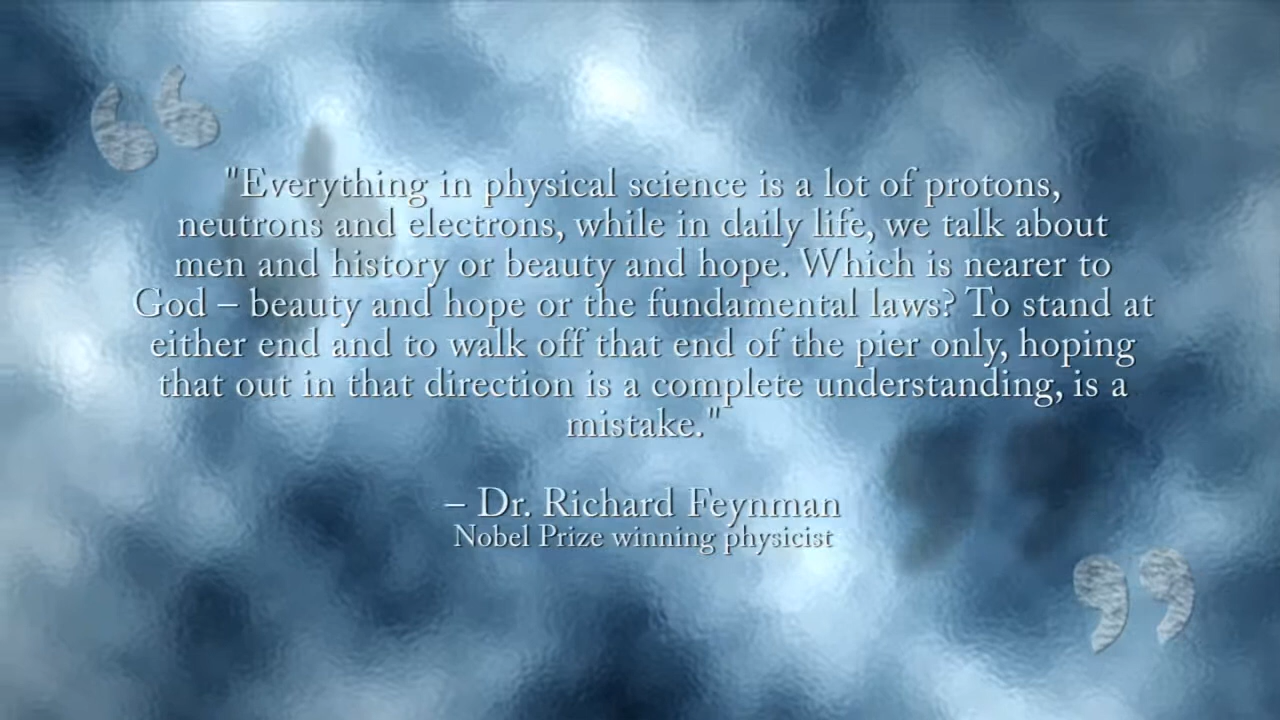 "Everything in physical science is a lot of protons,
neutrons and electrons, while in daily life, we talk about
men and history or beauty and hope. Which is nearer to
God – beauty and hope or the fundamental laws? To stand at
either end and to walk off that end of the pier only, hoping
that out in that direction is a complete understanding, is a
mistake."
– Dr. Richard Feynman
Nobel Prize winning physicist